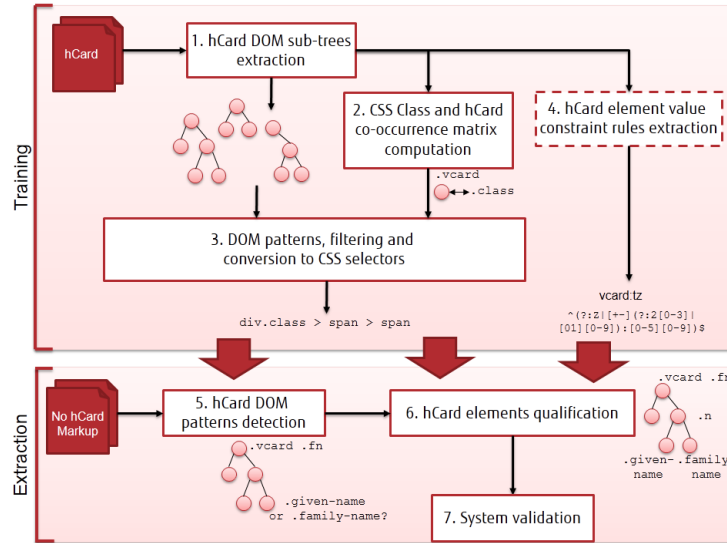 hCard
1. hCard DOM sub-trees
extraction
2. CSS Class and hCard
co-occurrence matrix
computation
4. hCard element value
constraint rules extraction
.vcard
.class
3. DOM patterns, filtering and
conversion to CSS selectors
div.class > span > span
vcard:tz
^(?:Z|[+-](?:2[0-3]|
[01][0-9]):[0-5][0-9])$
Training
No hCard
Markup
5. hCard DOM
patterns detection
6. hCard elements qualification
.vcard .fn
.n
.given-
name
.family
name
.vcard .fn
.given-name
or .family-name?
7. System validation
Extraction